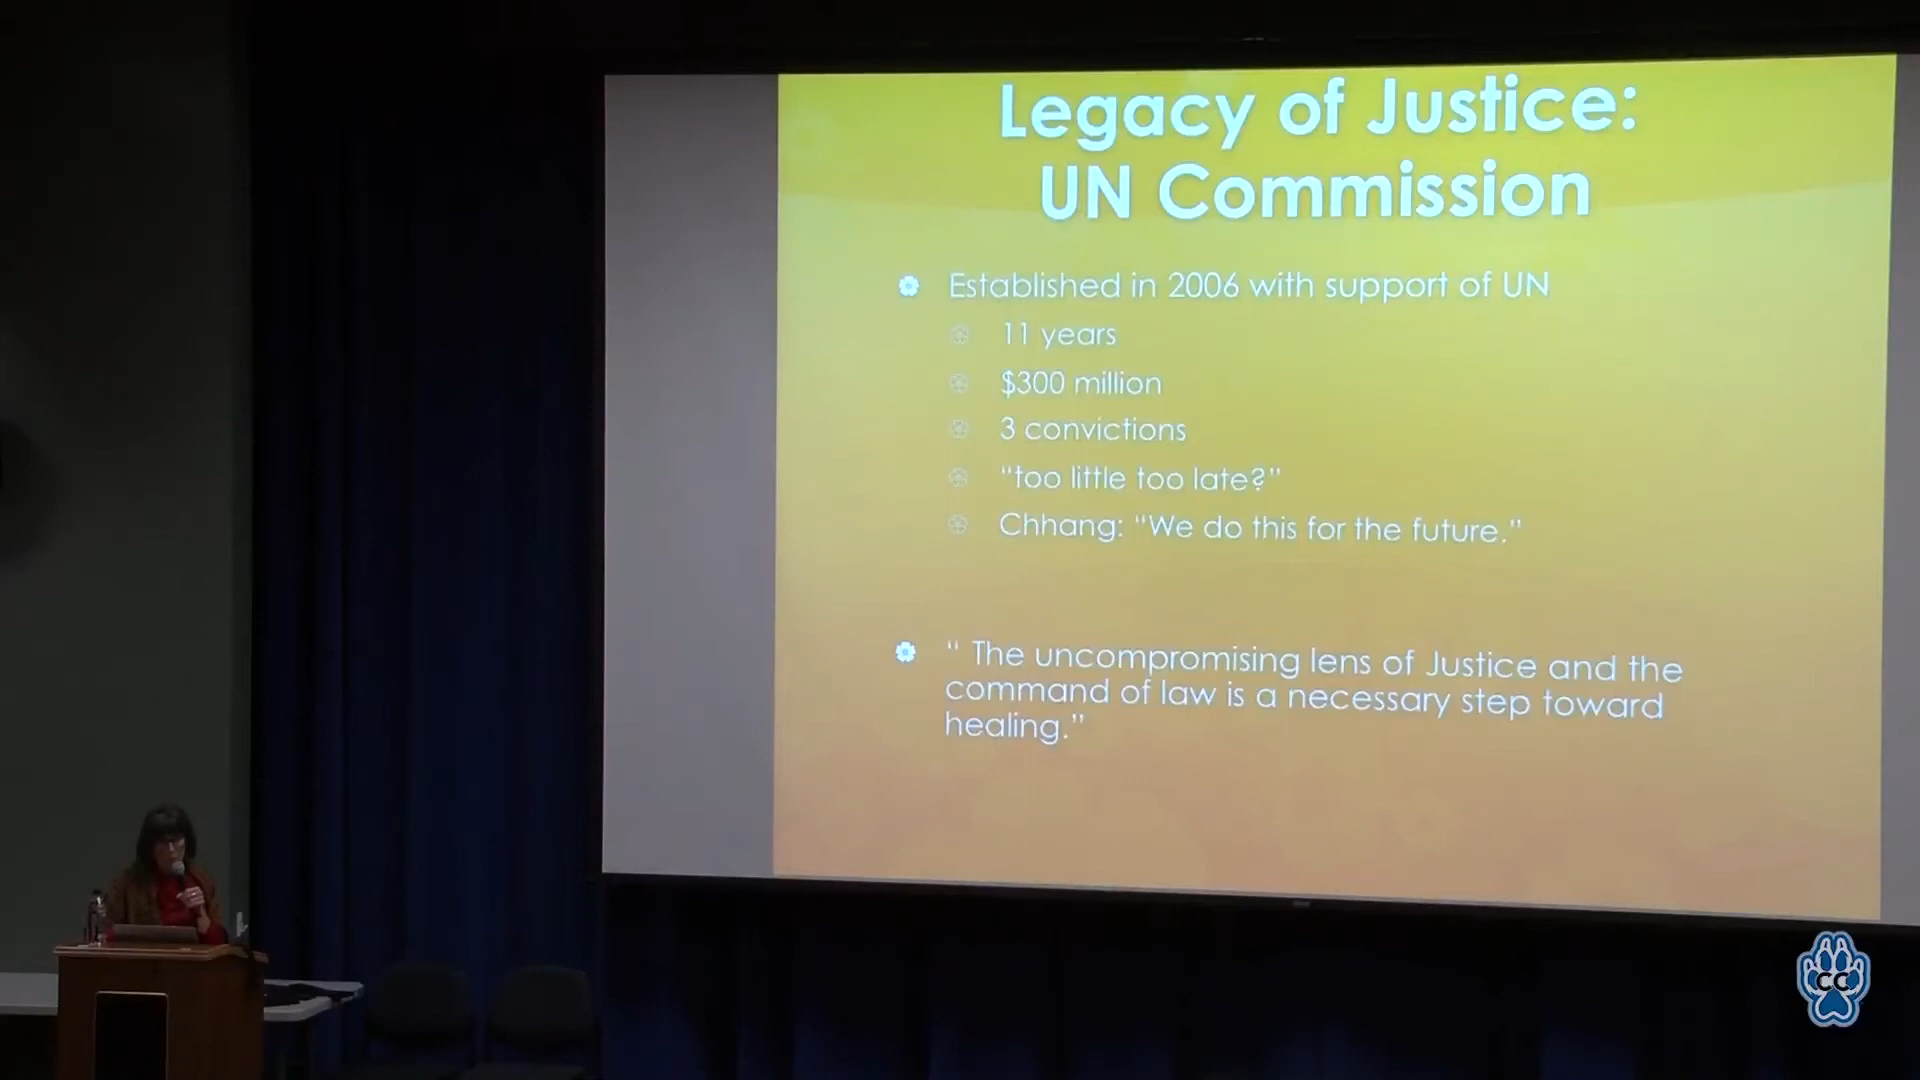 Legacy of Justice:
UN Commission
Established in 2006 with support of UN
11 years
$300 million
3 convictions
“too little too late?”
Chhang: “We do this for the future.”
“ The uncompromising lens of Justice and the
command of law is a necessary step toward
healing.”
CC